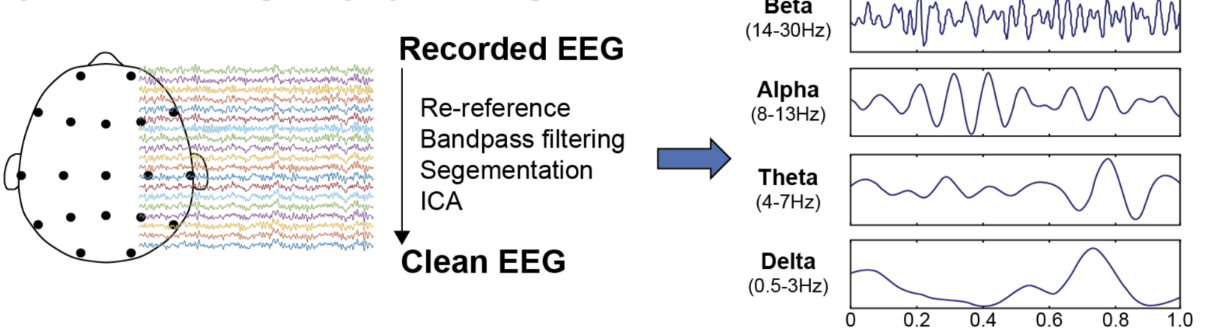 Recorded EEG
Re-reference
Bandpass filtering
Segementation
ICA
Clean EEG
Beta
(14-30Hz)
Alpha
(8-13Hz)
Theta
(4-7Hz)
Delta
(0.5-3Hz)
0 0.2 0.4 0.6 0.8 1.0